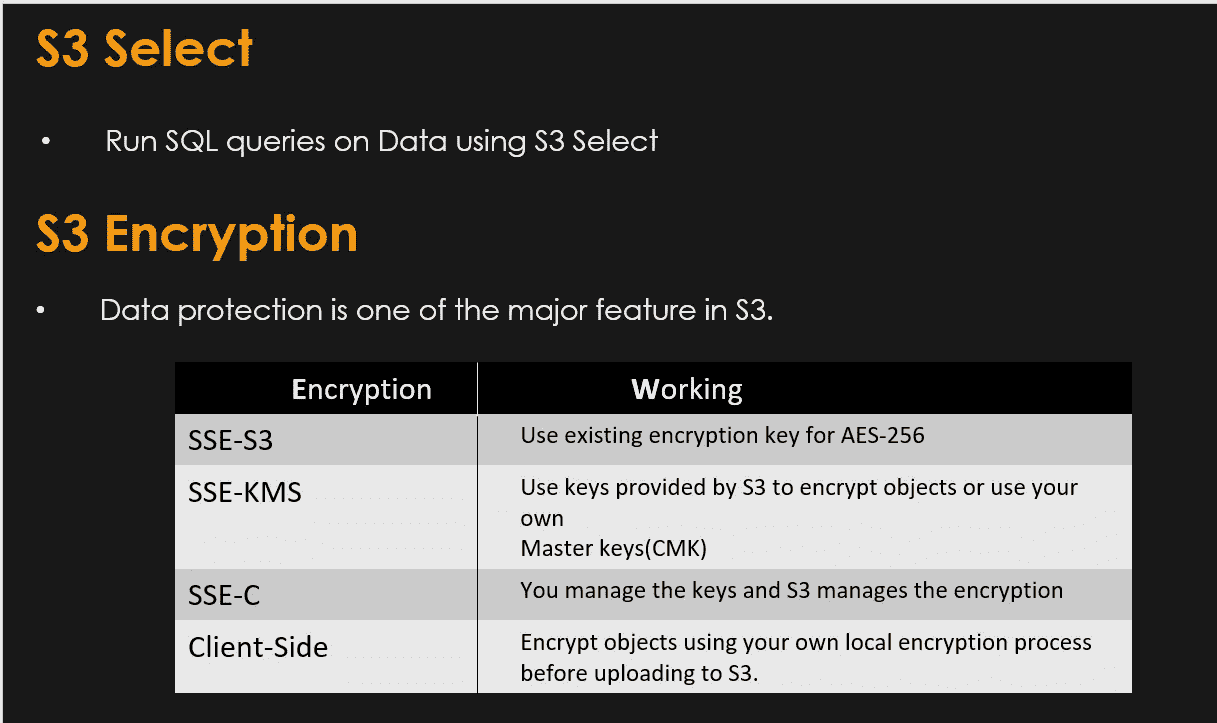 S3 Select
• Run SQL queries on Data using S3 Select
S3 Encryption
• Data protection is one of the major feature in S3.
Encryption Working
SSE-S3 Use existing encryption key for AES-256
SSE-KMS Use keys provided by S3 to encrypt objects or use your
own
Master keys(CMK)
SSE-C You manage the keys and S3 manages the encryption
Client-Side Encrypt objects using your own local encryption process
before uploading to S3.